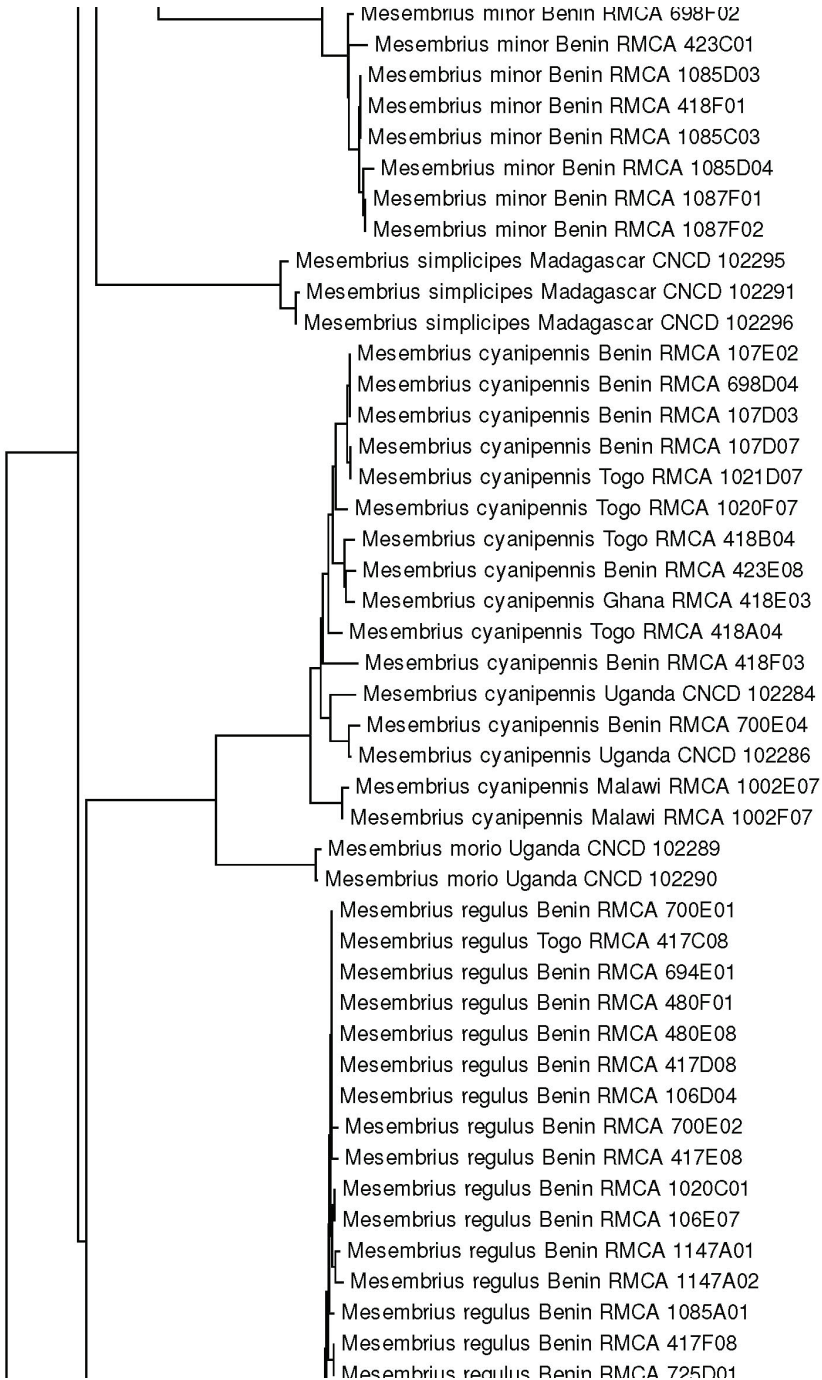 Mesembrius minor Benin RMCA 698F02
Mesembrius minor Benin RMCA 423C01
Mesembrius minor Benin RMCA 1085D03
Mesembrius minor Benin RMCA 418F01
Mesembrius minor Benin RMCA 1085C03
Mesembrius minor Benin RMCA 1085D04
Mesembrius minor Benin RMCA 1087F01
Mesembrius minor Benin RMCA 1087F02
Mesembrius simplicipes Madagascar CNCD 102295
Mesembrius simplicipes Madagascar CNCD 102291
Mesembrius simplicipes Madagascar CNCD 102296
Mesembrius cyanipennis Benin RMCA 107E02
Mesembrius cyanipennis Benin RMCA 698D04
Mesembrius cyanipennis Benin RMCA 107D03
Mesembrius cyanipennis Benin RMCA 107D07
Mesembrius cyanipennis Togo RMCA 1021D07
Mesembrius cyanipennis Togo RMCA 1020F07
Mesembrius cyanipennis Togo RMCA 418B04
Mesembrius cyanipennis Benin RMCA 423E08
Mesembrius cyanipennis Ghana RMCA 418E03
Mesembrius cyanipennis Togo RMCA 418A04
Mesembrius cyanipennis Benin RMCA 418F03
Mesembrius cyanipennis Uganda CNCD 102284
Mesembrius cyanipennis Benin RMCA 700E04
Mesembrius cyanipennis Uganda CNCD 102286
Mesembrius cyanipennis Malawi RMCA 1002E07
Mesembrius cyanipennis Malawi RMCA 1002F07
Mesembrius morio Uganda CNCD 102289
Mesembrius morio Uganda CNCD 102290
Mesembrius regulus Benin RMCA 700E01
Mesembrius regulus Togo RMCA 417C08
Mesembrius regulus Benin RMCA 694E01
Mesembrius regulus Benin RMCA 480F01
Mesembrius regulus Benin RMCA 480E08
Mesembrius regulus Benin RMCA 417D08
Mesembrius regulus Benin RMCA 106D04
Mesembrius regulus Benin RMCA 700E02
Mesembrius regulus Benin RMCA 417E08
Mesembrius regulus Benin RMCA 1020C01
Mesembrius regulus Benin RMCA 106E07
Mesembrius regulus Benin RMCA 1147A01
Mesembrius regulus Benin RMCA 1147A02
Mesembrius regulus Benin RMCA 1085A01
Mesembrius regulus Benin RMCA 417F08
Mesembrius regulus Benin RMCA 725D01